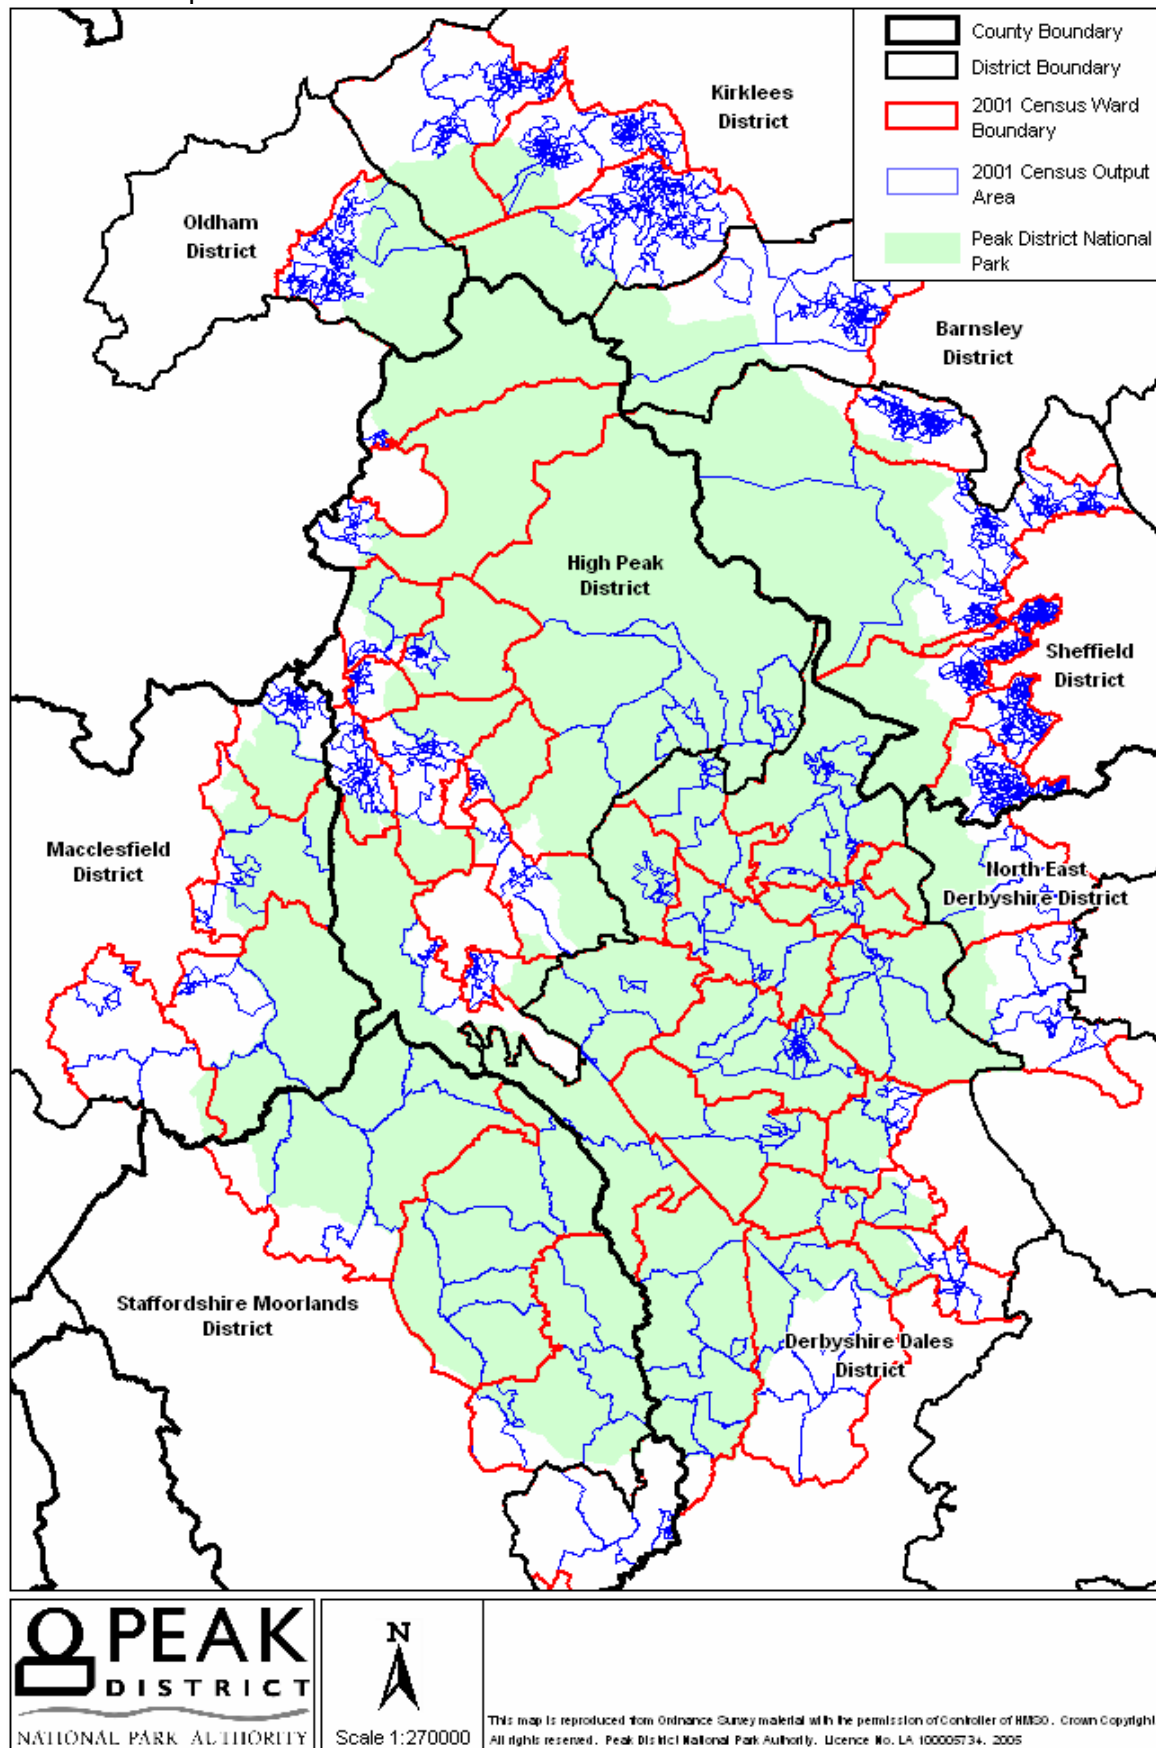 County Boundary
District Boundary
2001 Census Ward
Boundary
2001 Census Output
Area
Peak District National
Park
Kirklees
District
Oldham
District
Barnsley
District
High Peak
District
Sheffield
District
Macclesfield
District
North East
Derbyshire District
Staffordshire Moorlands
District
Derbyshire Dales
District
PEAK
DISTRICT
NATIONAL PARK AUTHORITY
N
Scale 1:270000
This map is reproduced from Ordnance Survey material with the permission of Controller of HMSO. Crown Copyright
All rights reserved. Peak District National Park Authority. Licence No. LA 100005734. 2005